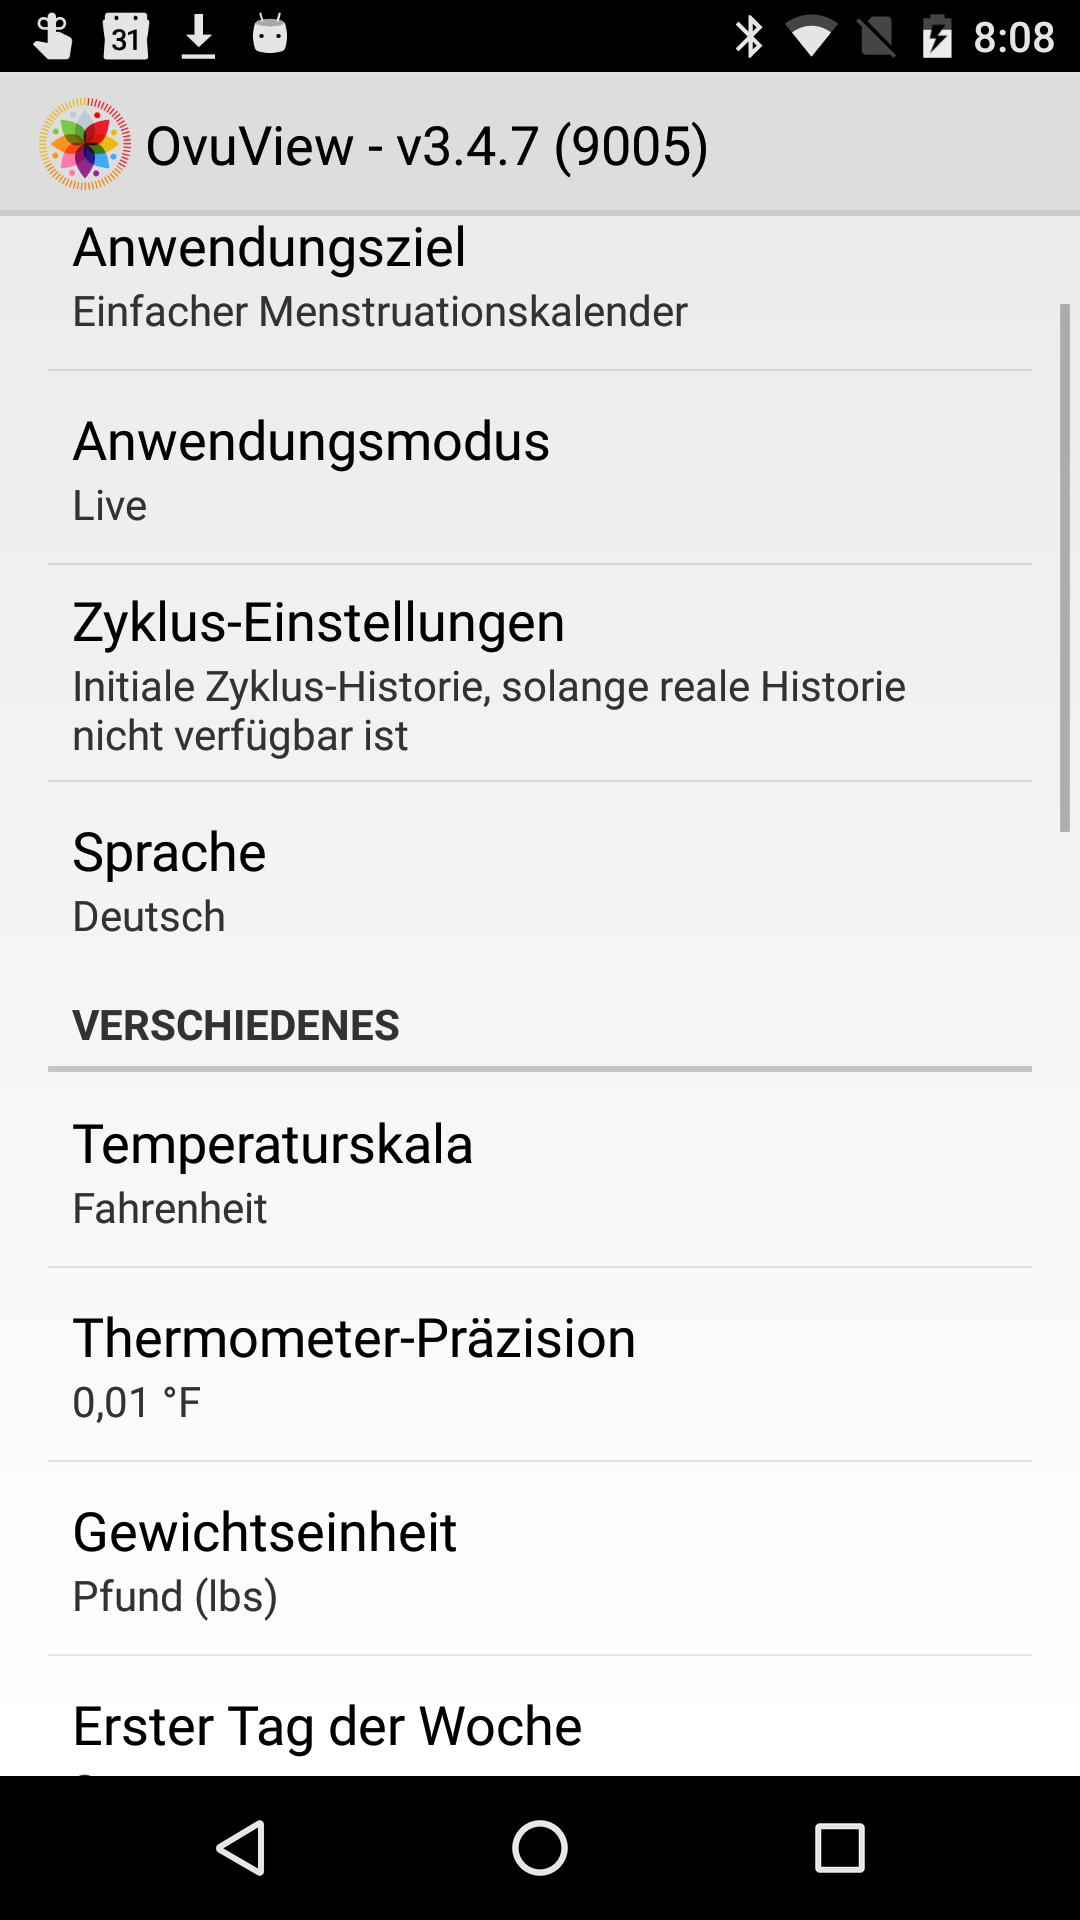 31
8:08
OvuView - v3.4.7 (9005)
Anwendungsziel
Einfacher Menstruationskalender
Anwendungsmodus
Live
Zyklus-Einstellungen
Initiale Zyklus-Historie, solange reale Historie
nicht verfügbar ist
Sprache
Deutsch
VERSCHIEDENES
Temperaturskala
Fahrenheit
Thermometer-Präzision
0,01 °F
Gewichtseinheit
Pfund (lbs)
Erster Tag der Woche